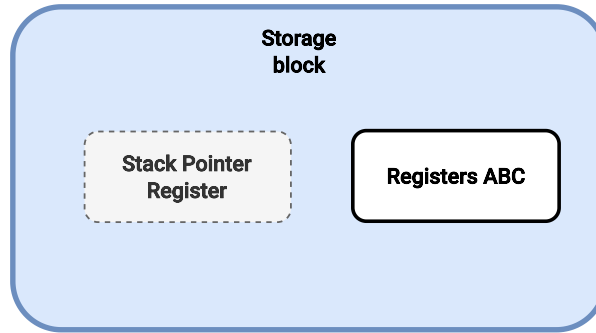 Storage
block
Stack Pointer
Register
Registers ABC